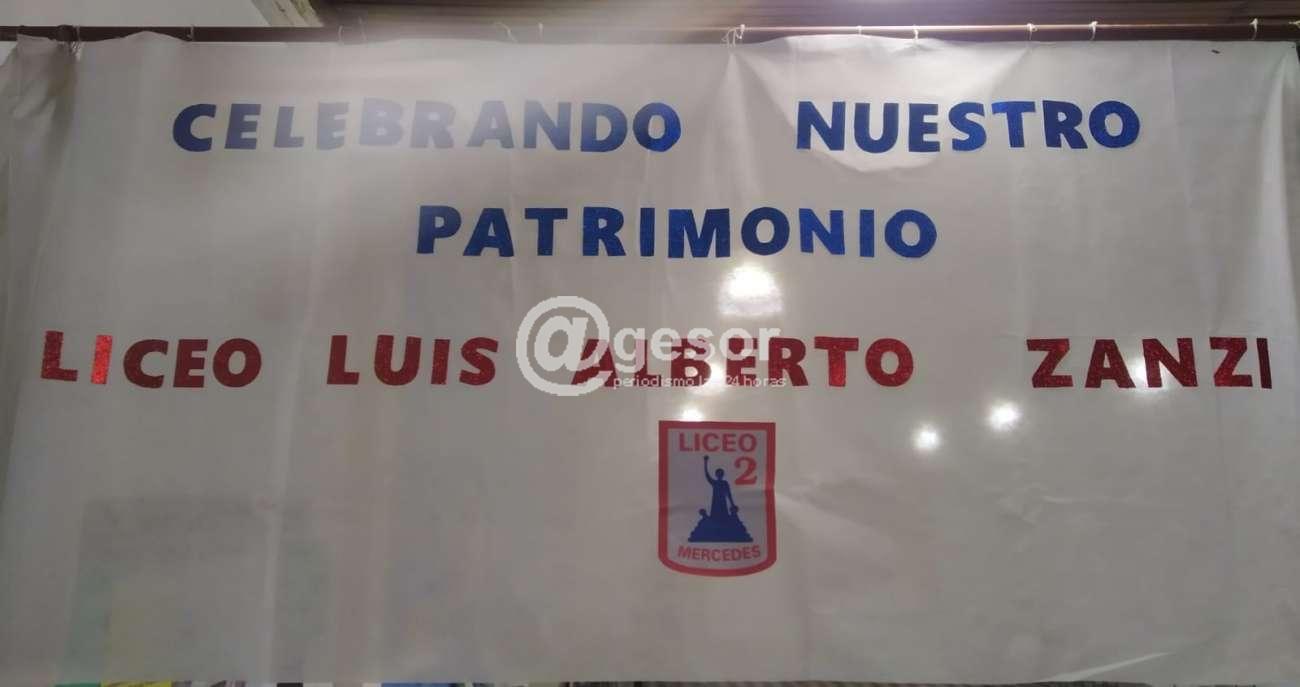 CELEBRANDO NUESTRO
PATRIMONIO
LICEO LUIS ALBERTO ZANZI
@gesor
periodismo las 24 horas
LICEO
2
MERCEDES